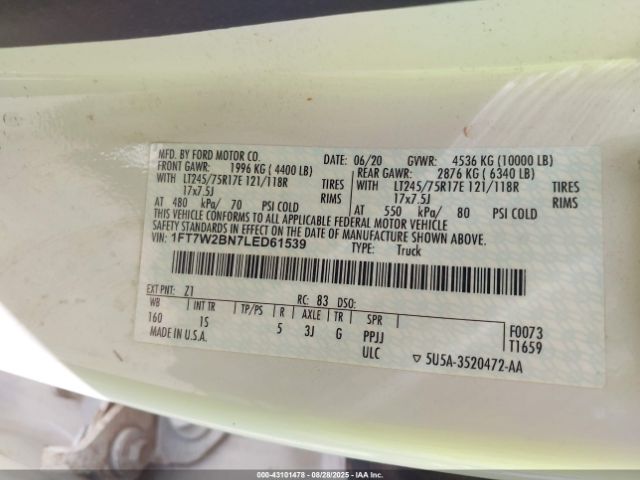 MFD. BY FORD MOTOR CO. DATE: 06/20 GVWR: 4536 KG (10000 LB)
FRONT GAWR: 1996 KG ( 4400 LB) REAR GAWR: 2876 KG ( 6340 LB)
WITH LT245/75R17E 121/118R TIRES WITH LT245/75R17E 121/118R TIRES
17x7.5J RIMS 17x7.5J RIMS
AT 480 kPa/ 70 PSI COLD AT 550 kPa/ 80 PSI COLD
THIS VEHICLE CONFORMS TO ALL APPLICABLE FEDERAL MOTOR VEHICLE
SAFETY STANDARDS IN EFFECT ON THE DATE OF MANUFACTURE SHOWN ABOVE.
VIN: 1FT7W2BN7LED61539
TYPE: Truck
EXT PNT: Z1 RC: 83 DSO:
WB INT TR TP/PS R AXLE TR SPR
160 1S 5 3J G PPJJ
ULC
F0073
T1659
MADE IN U.S.A.
▽ 5U5A-3520472-AA
000-43101478 - 08/28/2025 - IAA Inc.